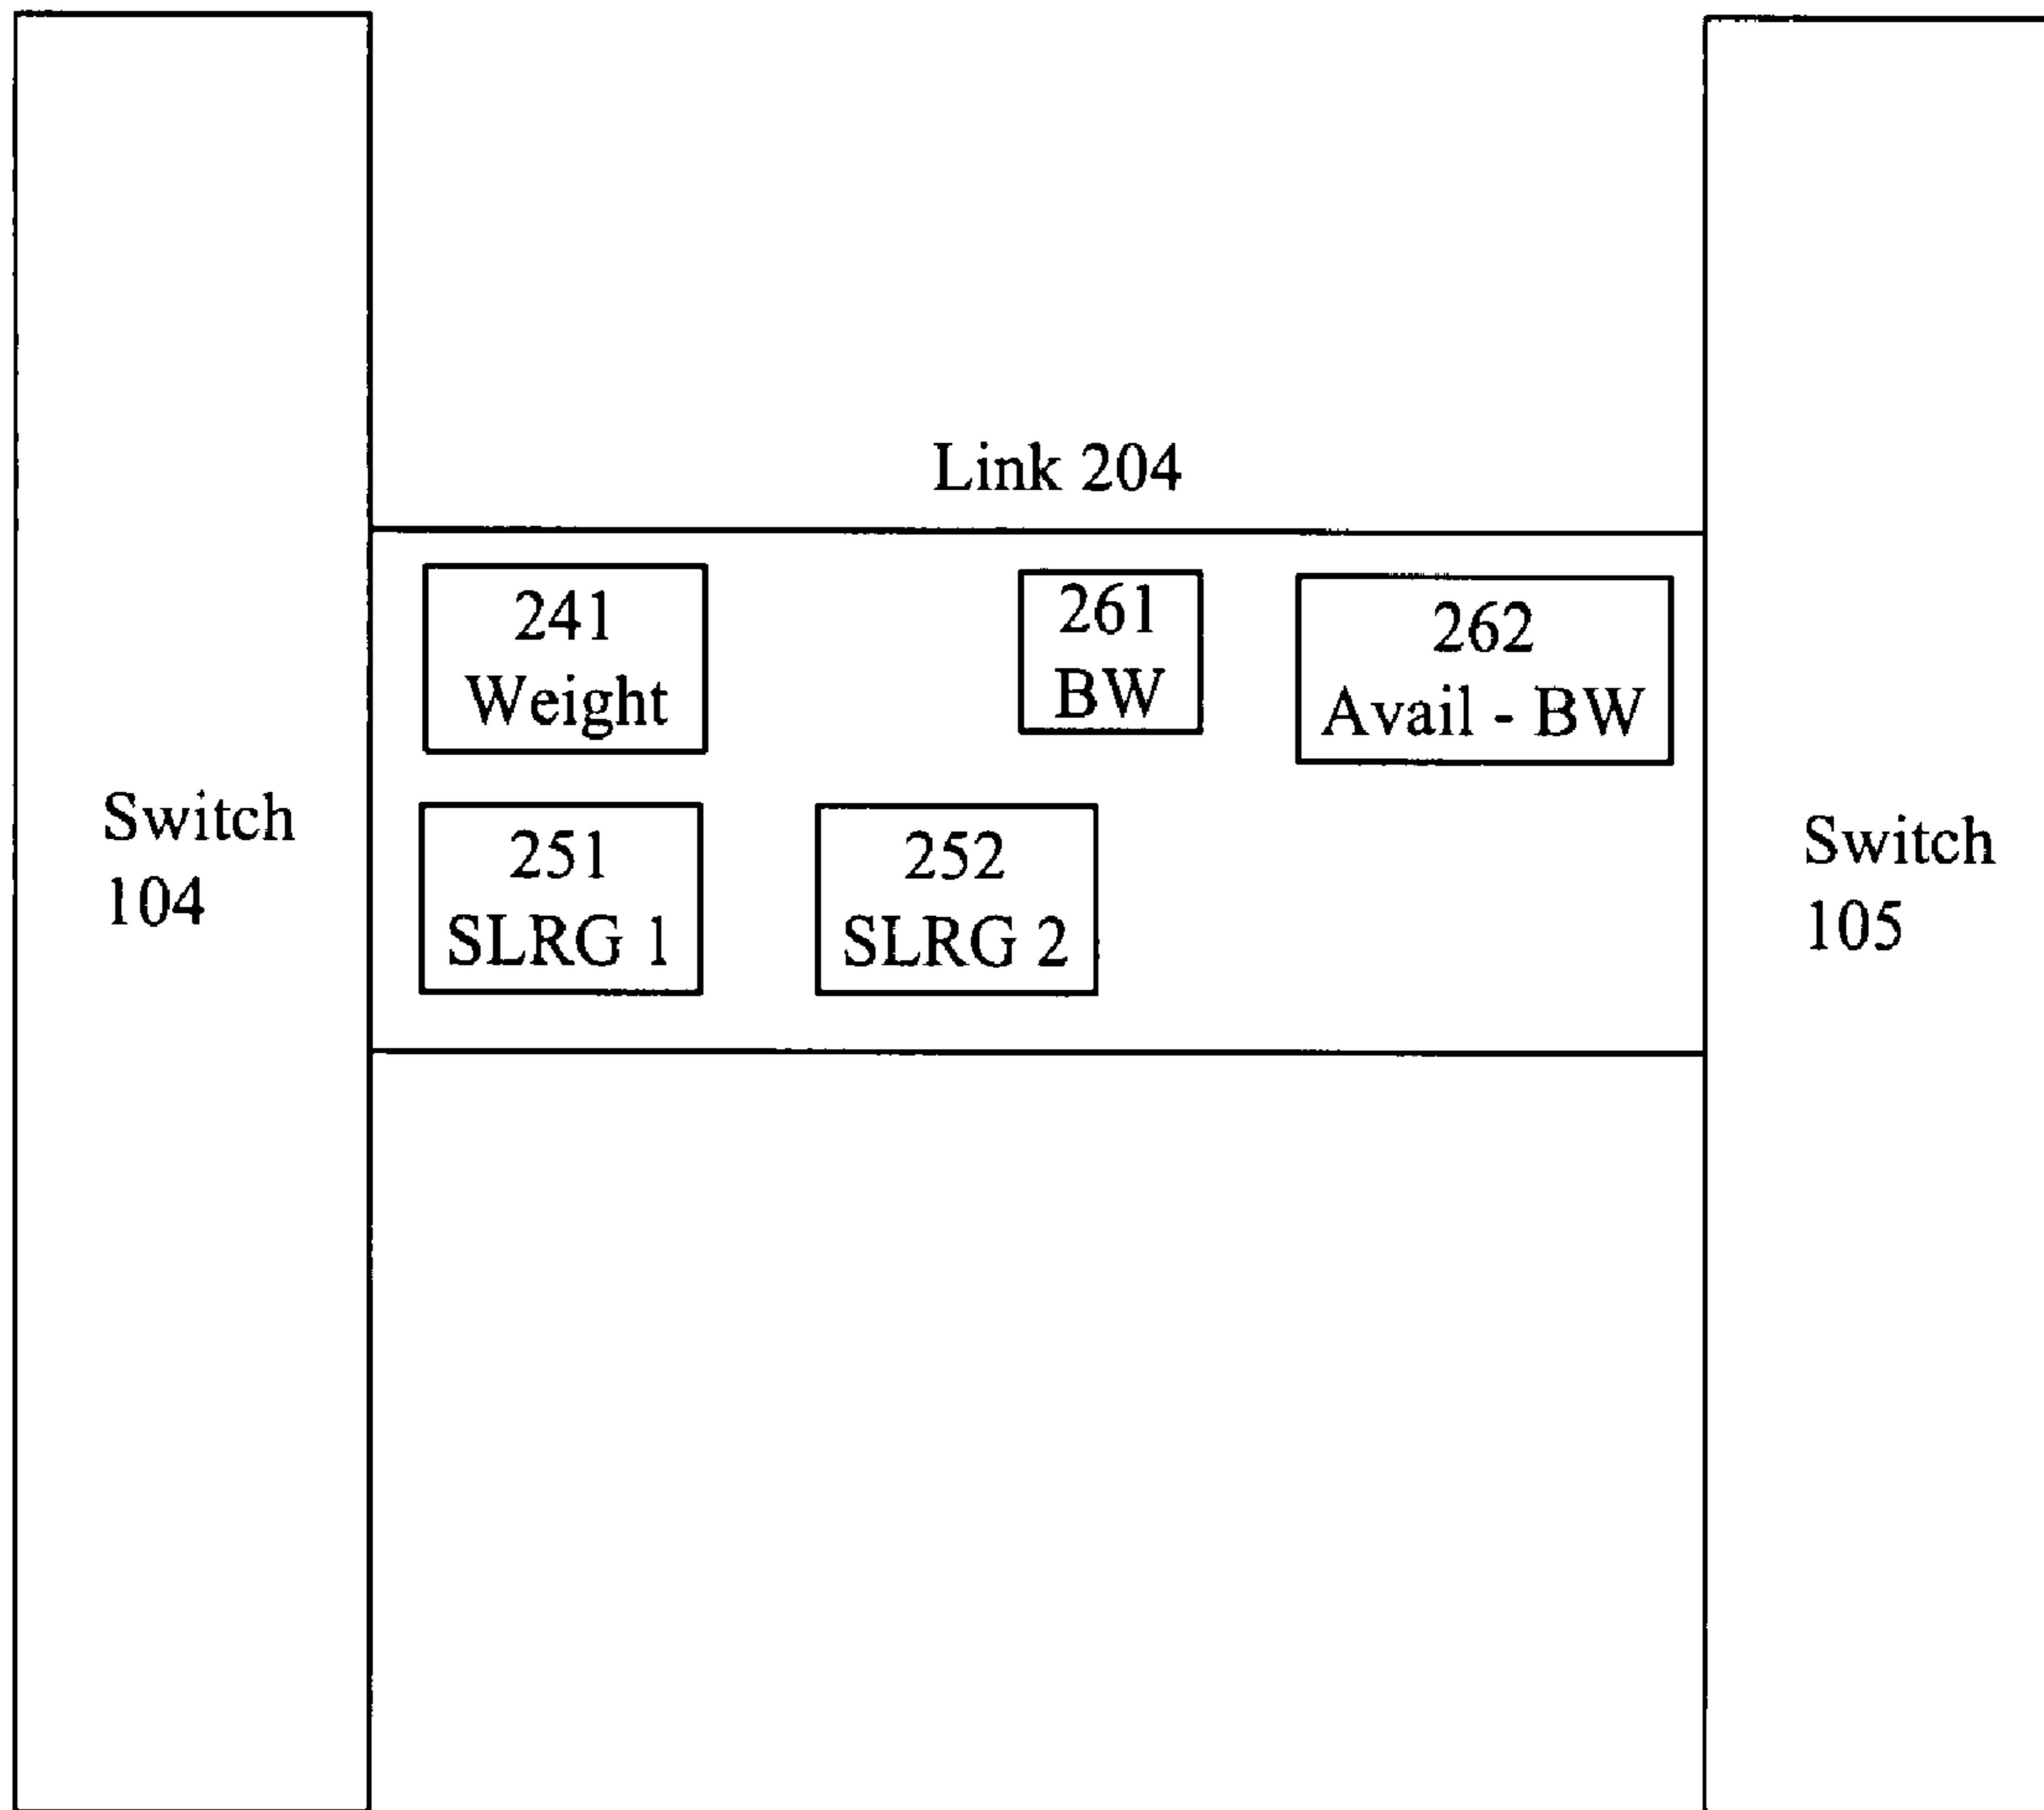 Link 204
241
Weight
261
BW
262
Avail - BW
Switch
104
251
SLRG 1
252
SLRG 2
Switch
105